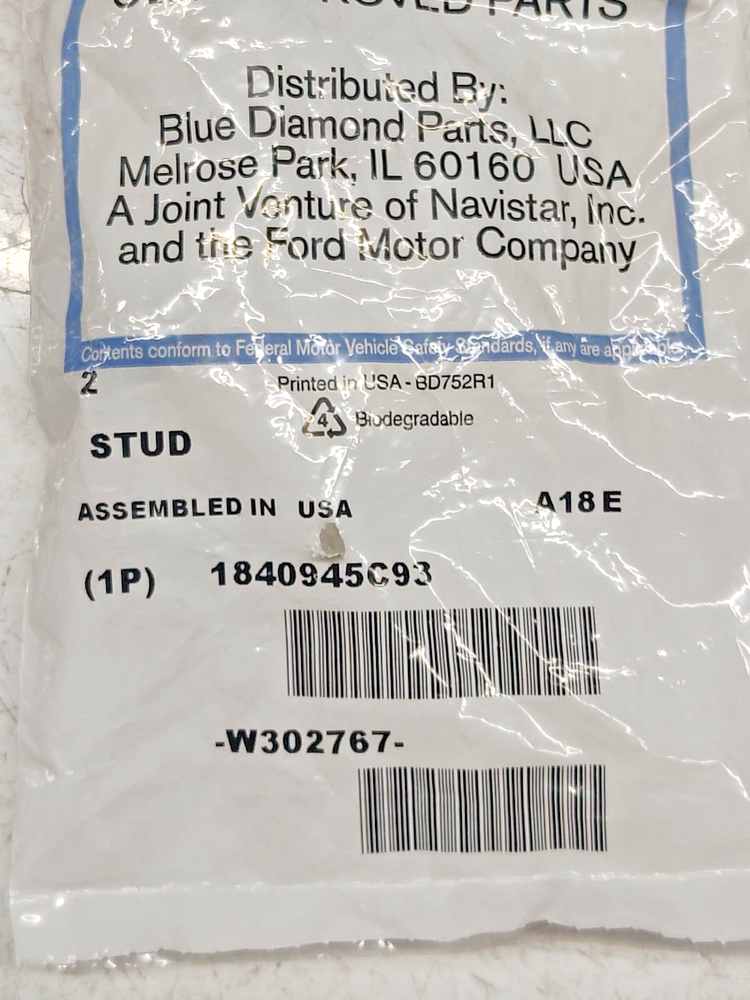 PARTS
Distributed By:
Blue Diamond Parts, LLC
Melrose Park, IL 60160 USA
A Joint Venture of Navistar, Inc.
and the Ford Motor Company
Contents conform to Federal Motor Vehicle Safety Standards, if any are applicable.
2
Printed in USA - BD752R1
4 Biodegradable
STUD
ASSEMBLED IN USA A18E
(1P) 1840945C93
-W302767-